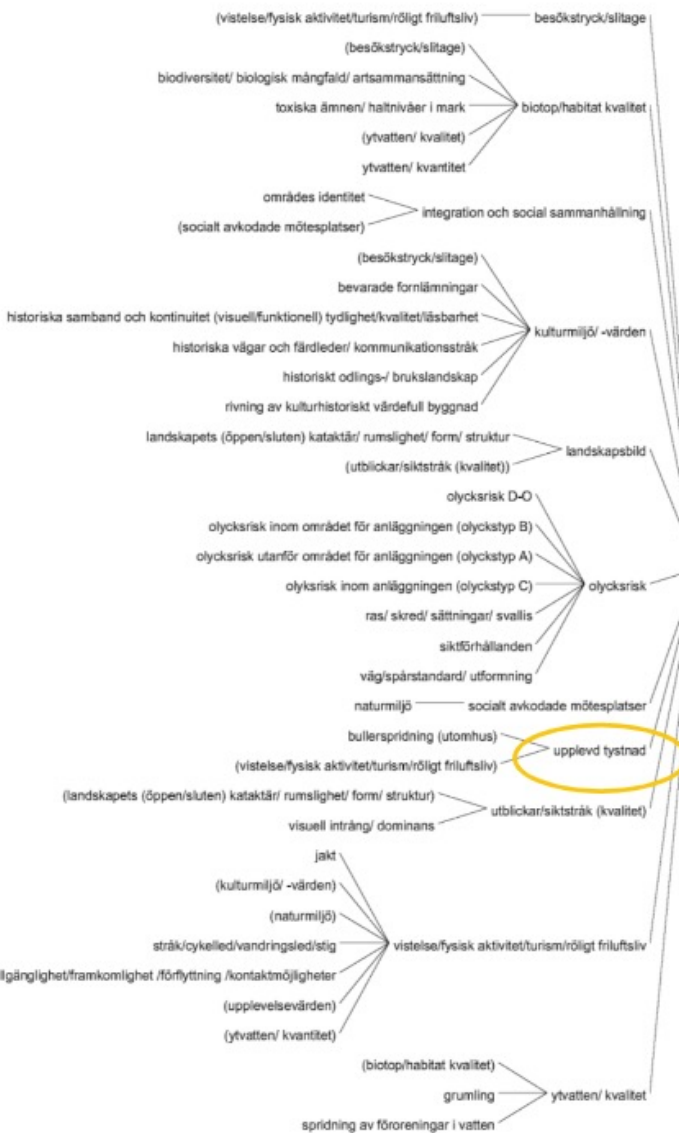 (vistelse/fysisk aktivitet/turism/röligt friluftsliv) besökstryck/slitage
(besökstryck/slitage)
biodiversitet/ biologisk mångfald/ artsammansättning
toxiska ämnen/ haltnivåer i mark biotop/habitat kvalitet
(ytvatten/ kvalitet)
ytvatten/ kvantitet
områdes identitet
integration och social sammanhållning
(socialt avkodade mötesplatser)
(besökstryck/slitage)
bevarade fornlämningar
historiska samband och kontinuitet (visuell/funktionell) tydlighet/kvalitet/läsbarhet
kulturmiljö/ -värden
historiska vägar och färdleder/ kommunikationsstråk
historiskt odlings-/ brukslandskap
rivning av kulturhistoriskt värdefull byggnad
landskapets (öppen/sluten) kataktär/ rumslighet/ form/ struktur
landskapsbild
(utblickar/siktstråk (kvalitet))
olycksrisk D-O
olycksrisk inom området för anläggningen (olyckstyp B)
olycksrisk utanför området för anläggningen (olyckstyp A)
olyksrisk inom anläggningen (olyckstyp C) olycksrisk
ras/ skred/ sättningar/ svallis
siktförhållanden
väg/spårstandard/ utformning
naturmiljö socialt avkodade mötesplatser
bullerspridning (utomhus)
upplevd tystnad
(vistelse/fysisk aktivitet/turism/röligt friluftsliv)
(landskapets (öppen/sluten) kataktär/ rumslighet/ form/ struktur)
utblickar/siktstråk (kvalitet)
visuell intrång/ dominans
jakt
(kulturmiljö/ -värden)
(naturmiljö)
stråk/cykelled/vandringsled/stig vistelse/fysisk aktivitet/turism/röligt friluftsliv
llgänglighet/framkomlighet /förflyttning /kontaktmöjligheter
(upplevelsevärden)
(ytvatten/ kvantitet)
(biotop/habitat kvalitet)
grumling ytvatten/ kvalitet
spridning av föroreningar i vatten